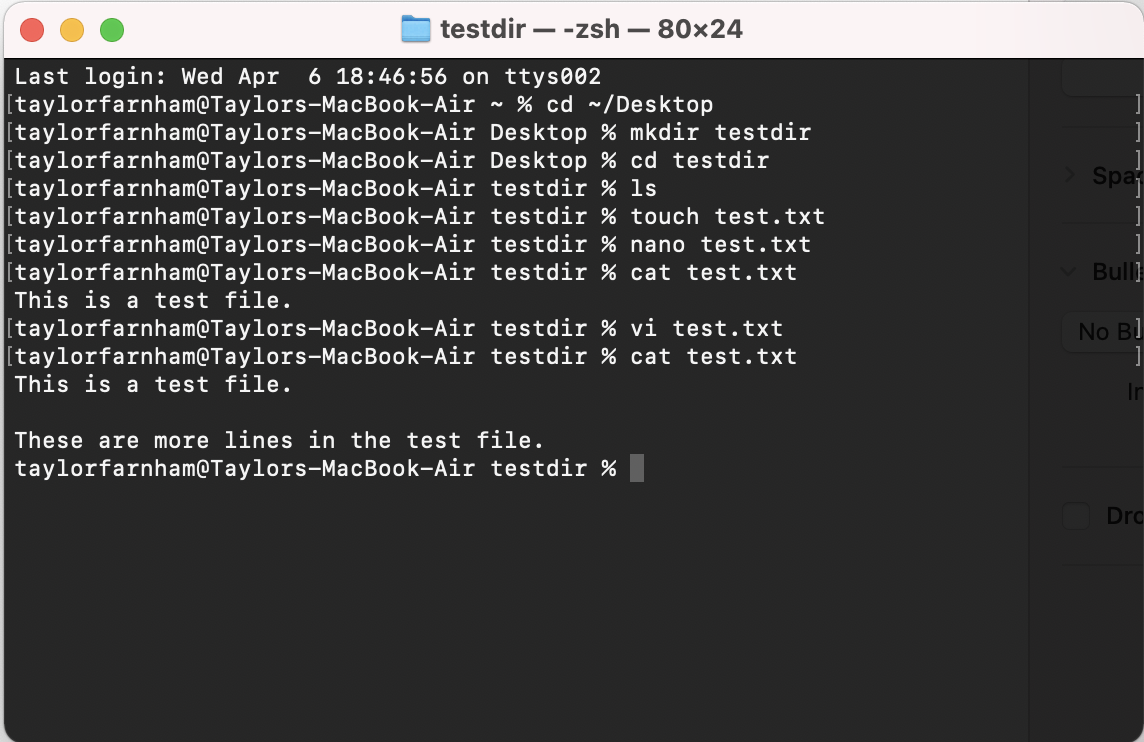 testdir — -zsh — 80×24
Last login: Wed Apr  6 18:46:56 on ttys002
[taylorfarnham@Taylors-MacBook-Air ~ % cd ~/Desktop ]
[taylorfarnham@Taylors-MacBook-Air Desktop % mkdir testdir ]
[taylorfarnham@Taylors-MacBook-Air Desktop % cd testdir ]
[taylorfarnham@Taylors-MacBook-Air testdir % ls ]
[taylorfarnham@Taylors-MacBook-Air testdir % touch test.txt ]
[taylorfarnham@Taylors-MacBook-Air testdir % nano test.txt ]
[taylorfarnham@Taylors-MacBook-Air testdir % cat test.txt ]
This is a test file.
[taylorfarnham@Taylors-MacBook-Air testdir % vi test.txt ]
[taylorfarnham@Taylors-MacBook-Air testdir % cat test.txt ]
This is a test file.

These are more lines in the test file.
taylorfarnham@Taylors-MacBook-Air testdir %